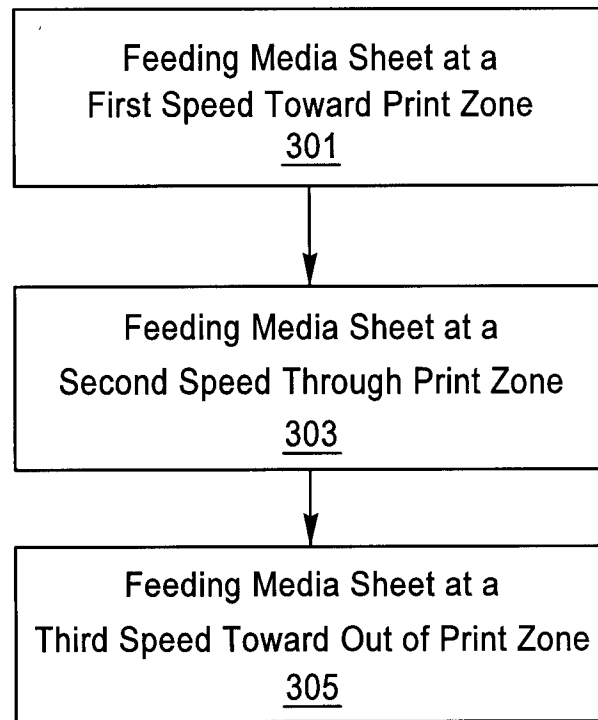 Feeding Media Sheet at a
First Speed Toward Print Zone
301
Feeding Media Sheet at a
Second Speed Through Print Zone
303
Feeding Media Sheet at a
Third Speed Toward Out of Print Zone
305